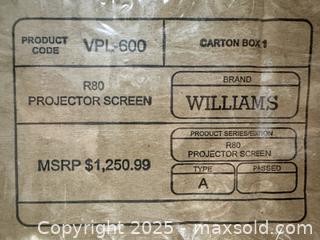 PRODUCT CODE VPL-600
CARTON BOX 1
R80
PROJECTOR SCREEN
BRAND
WILLIAMS
MSRP $1,250.99
PRODUCT SERIES/EDITION
R80
PROJECTOR SCREEN
TYPE
A
PASSED
Copyright 2025 - www.maxsold.com